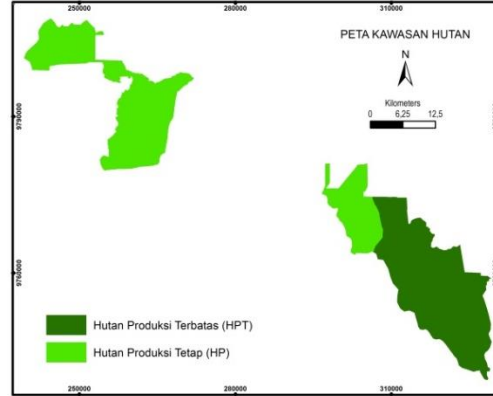 250000 280000 310000
PETA KAWASAN HUTAN
N
Kilometers
0 6,25 12,5
9790000
9760000
Hutan Produksi Terbatas (HPT)
Hutan Produksi Tetap (HP)
250000 280000 310000